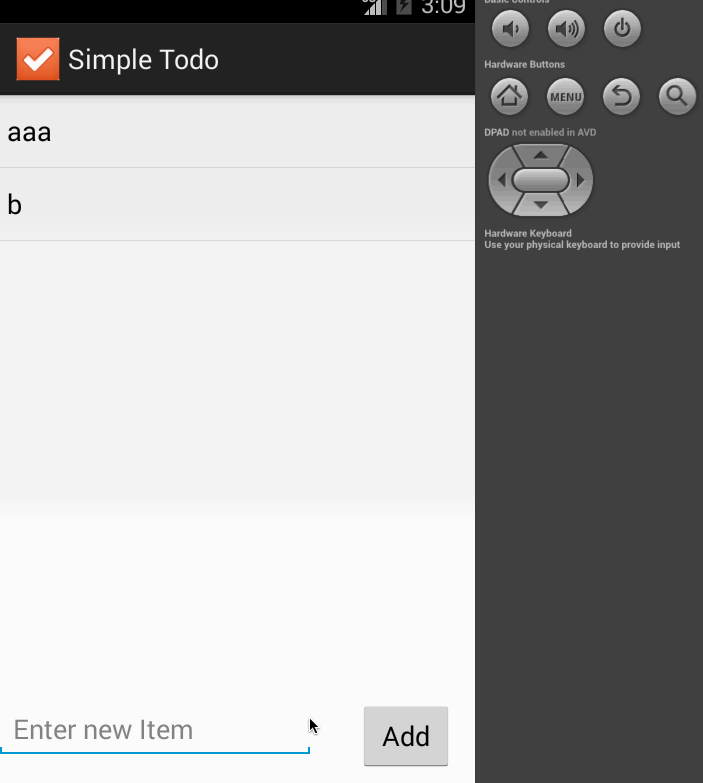 3:09
Simple Todo
aaa
b
Enter new Item
Add
Basic Controls
Hardware Buttons
MENU
DPAD not enabled in AVD
Hardware Keyboard
Use your physical keyboard to provide input